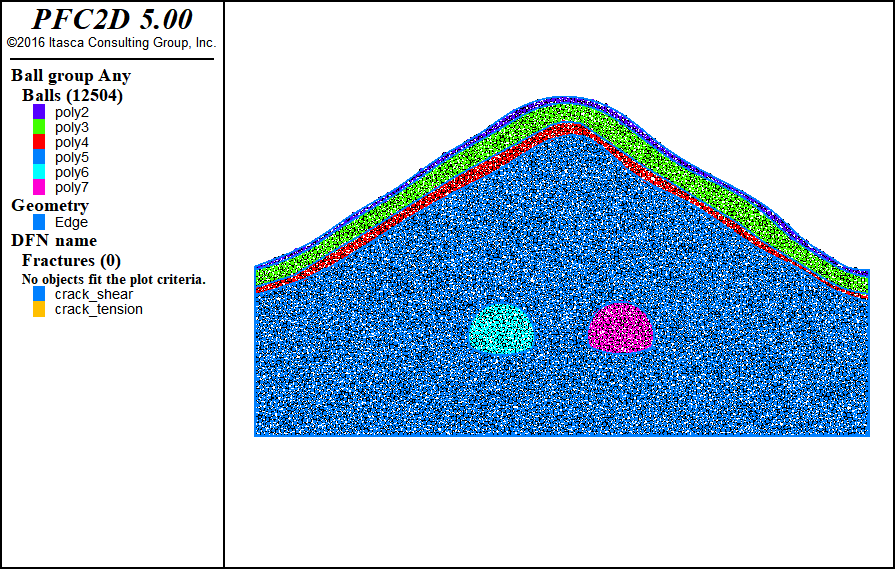 PFC2D 5.00
©2016 Itasca Consulting Group, Inc.
Ball group Any
Balls (12504)
poly2
poly3
poly4
poly5
poly6
poly7
Geometry
Edge
DFN name
Fractures (0)
No objects fit the plot criteria.
crack_shear
crack_tension